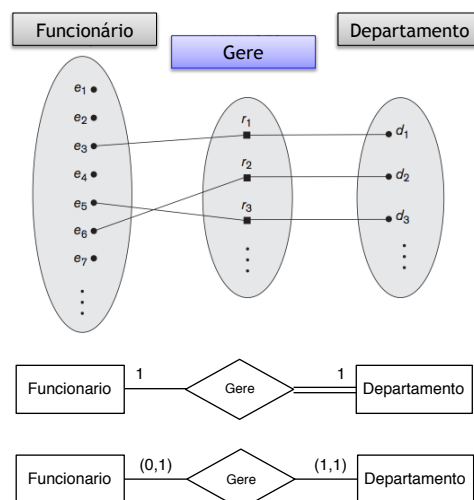 Funcionário
Gere
Departamento
e1
e2
e3
e4
e5
e6
e7
r1
r2
r3
d1
d2
d3
Funcionario 1 Gere 1 Departamento
Funcionario (0,1) Gere (1,1) Departamento